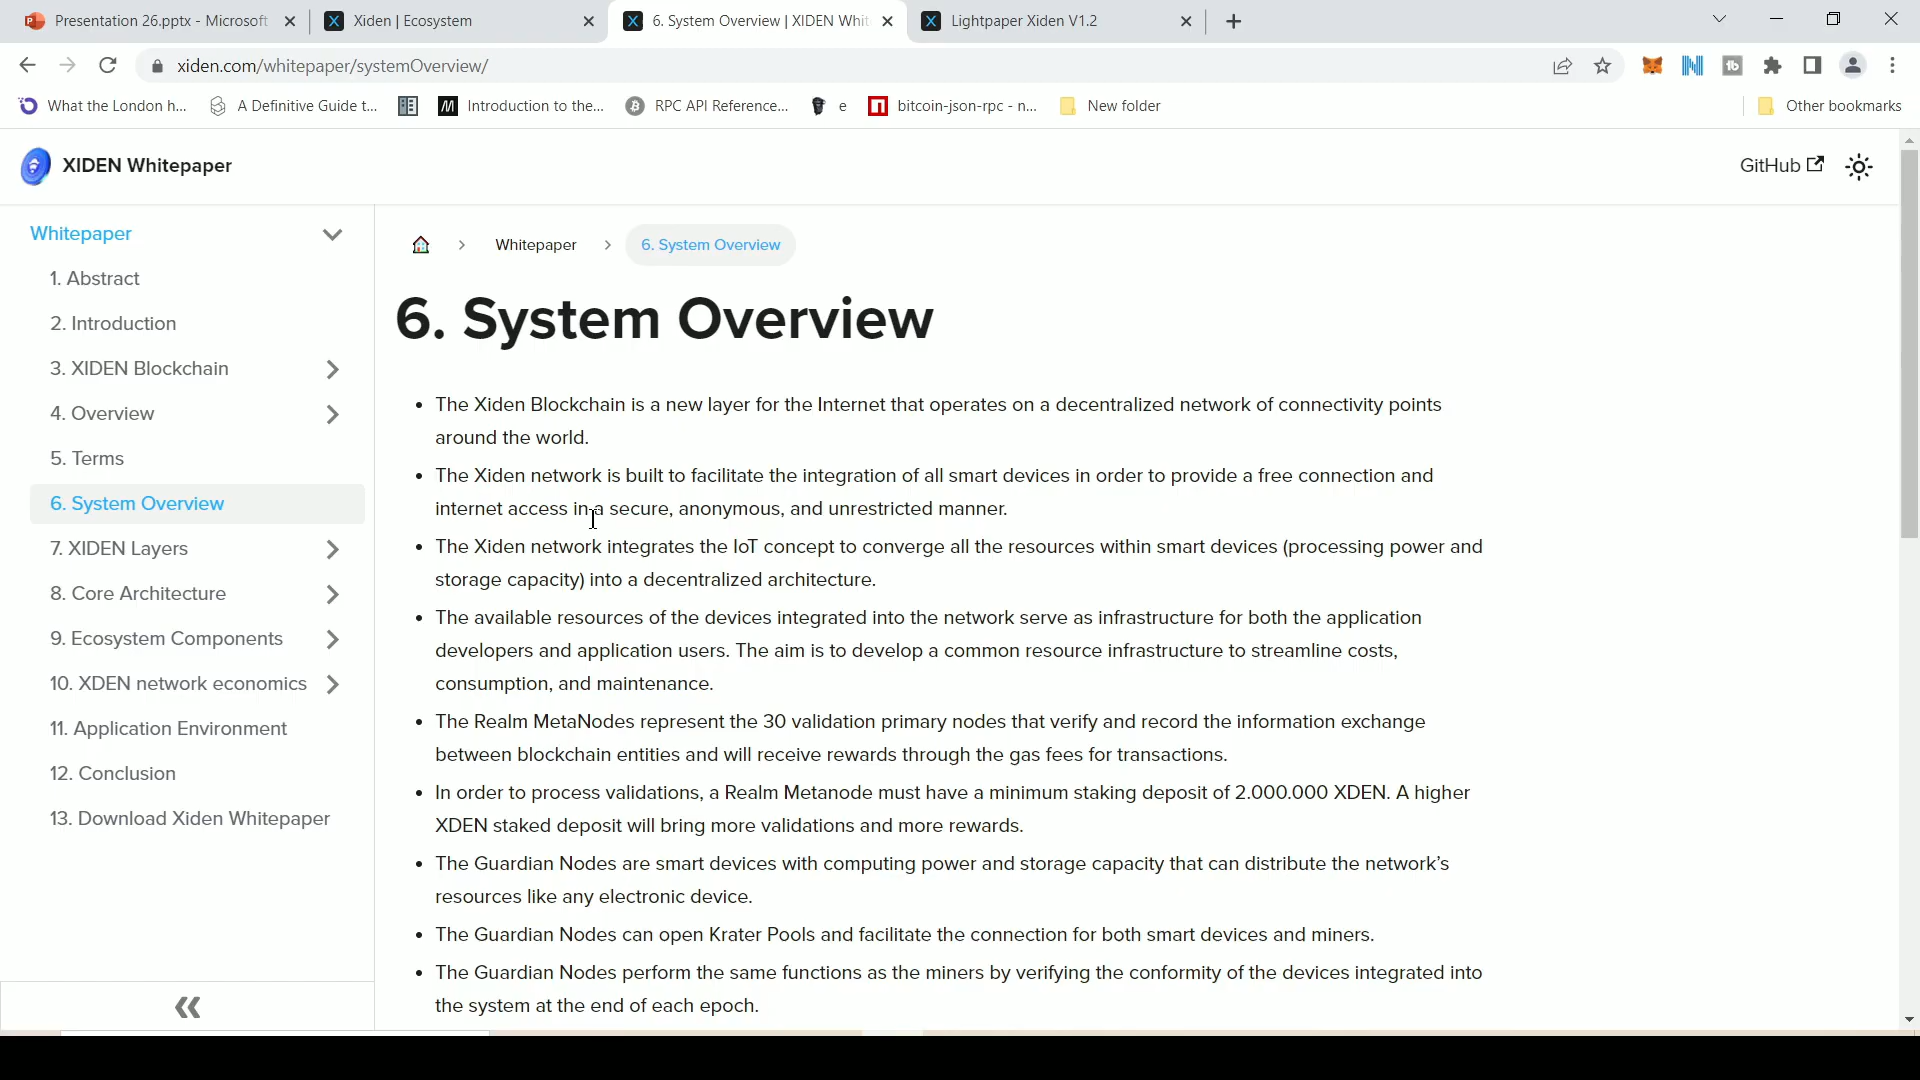 Presentation 26.pptx - Microsoft
Xiden | Ecosystem
6. System Overview | XIDEN Whit
Lightpaper Xiden V1.2
xiden.com/whitepaper/systemOverview/
What the London h...
A Definitive Guide t...
Introduction to the...
RPC API Reference...
e
bitcoin-json-rpc - n...
New folder
Other bookmarks
XIDEN Whitepaper
GitHub
Whitepaper
1. Abstract
2. Introduction
3. XIDEN Blockchain
4. Overview
5. Terms
6. System Overview
7. XIDEN Layers
8. Core Architecture
9. Ecosystem Components
10. XDEN network economics
11. Application Environment
12. Conclusion
13. Download Xiden Whitepaper
Whitepaper
6. System Overview
6. System Overview
• The Xiden Blockchain is a new layer for the Internet that operates on a decentralized network of connectivity points
around the world.
• The Xiden network is built to facilitate the integration of all smart devices in order to provide a free connection and
internet access in a secure, anonymous, and unrestricted manner.
• The Xiden network integrates the IoT concept to converge all the resources within smart devices (processing power and
storage capacity) into a decentralized architecture.
• The available resources of the devices integrated into the network serve as infrastructure for both the application
developers and application users. The aim is to develop a common resource infrastructure to streamline costs,
consumption, and maintenance.
• The Realm MetaNodes represent the 30 validation primary nodes that verify and record the information exchange
between blockchain entities and will receive rewards through the gas fees for transactions.
• In order to process validations, a Realm Metanode must have a minimum staking deposit of 2.000.000 XDEN. A higher
XDEN staked deposit will bring more validations and more rewards.
• The Guardian Nodes are smart devices with computing power and storage capacity that can distribute the network's
resources like any electronic device.
• The Guardian Nodes can open Krater Pools and facilitate the connection for both smart devices and miners.
• The Guardian Nodes perform the same functions as the miners by verifying the conformity of the devices integrated into
the system at the end of each epoch.